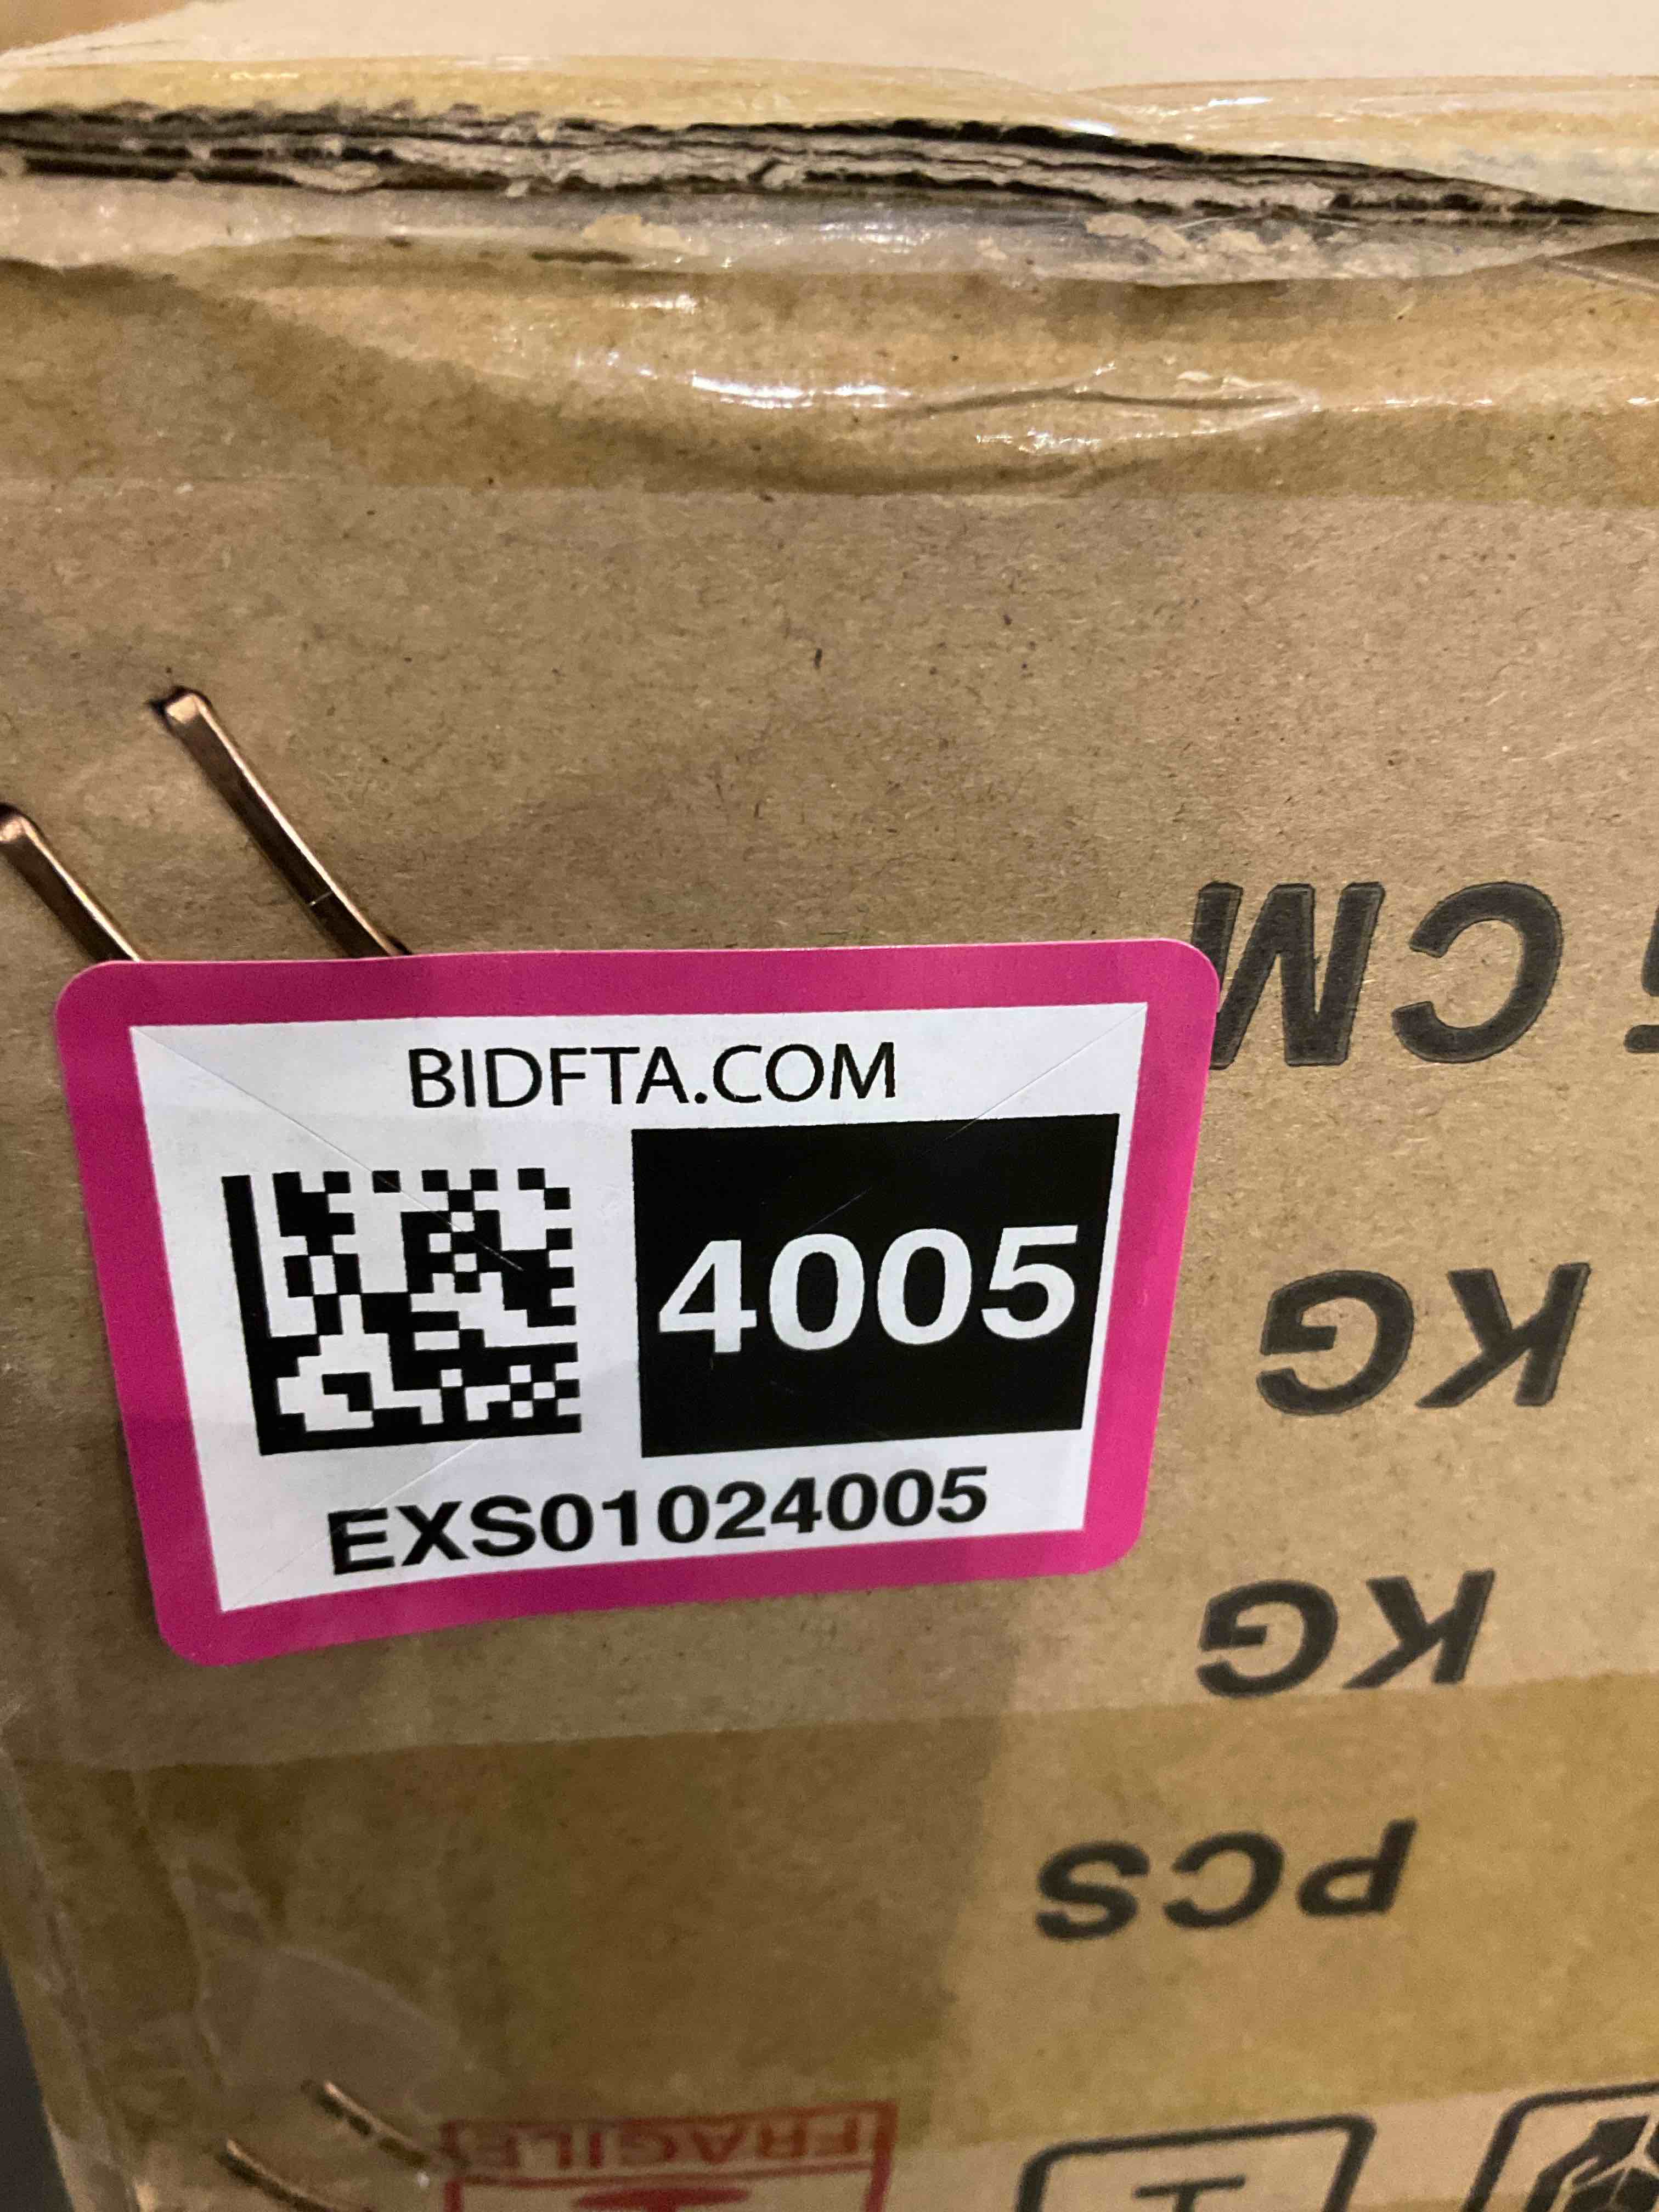 CM
BIDFTA.COM
4005
KG
EXS01024005
KG
PCS
FRAGILE